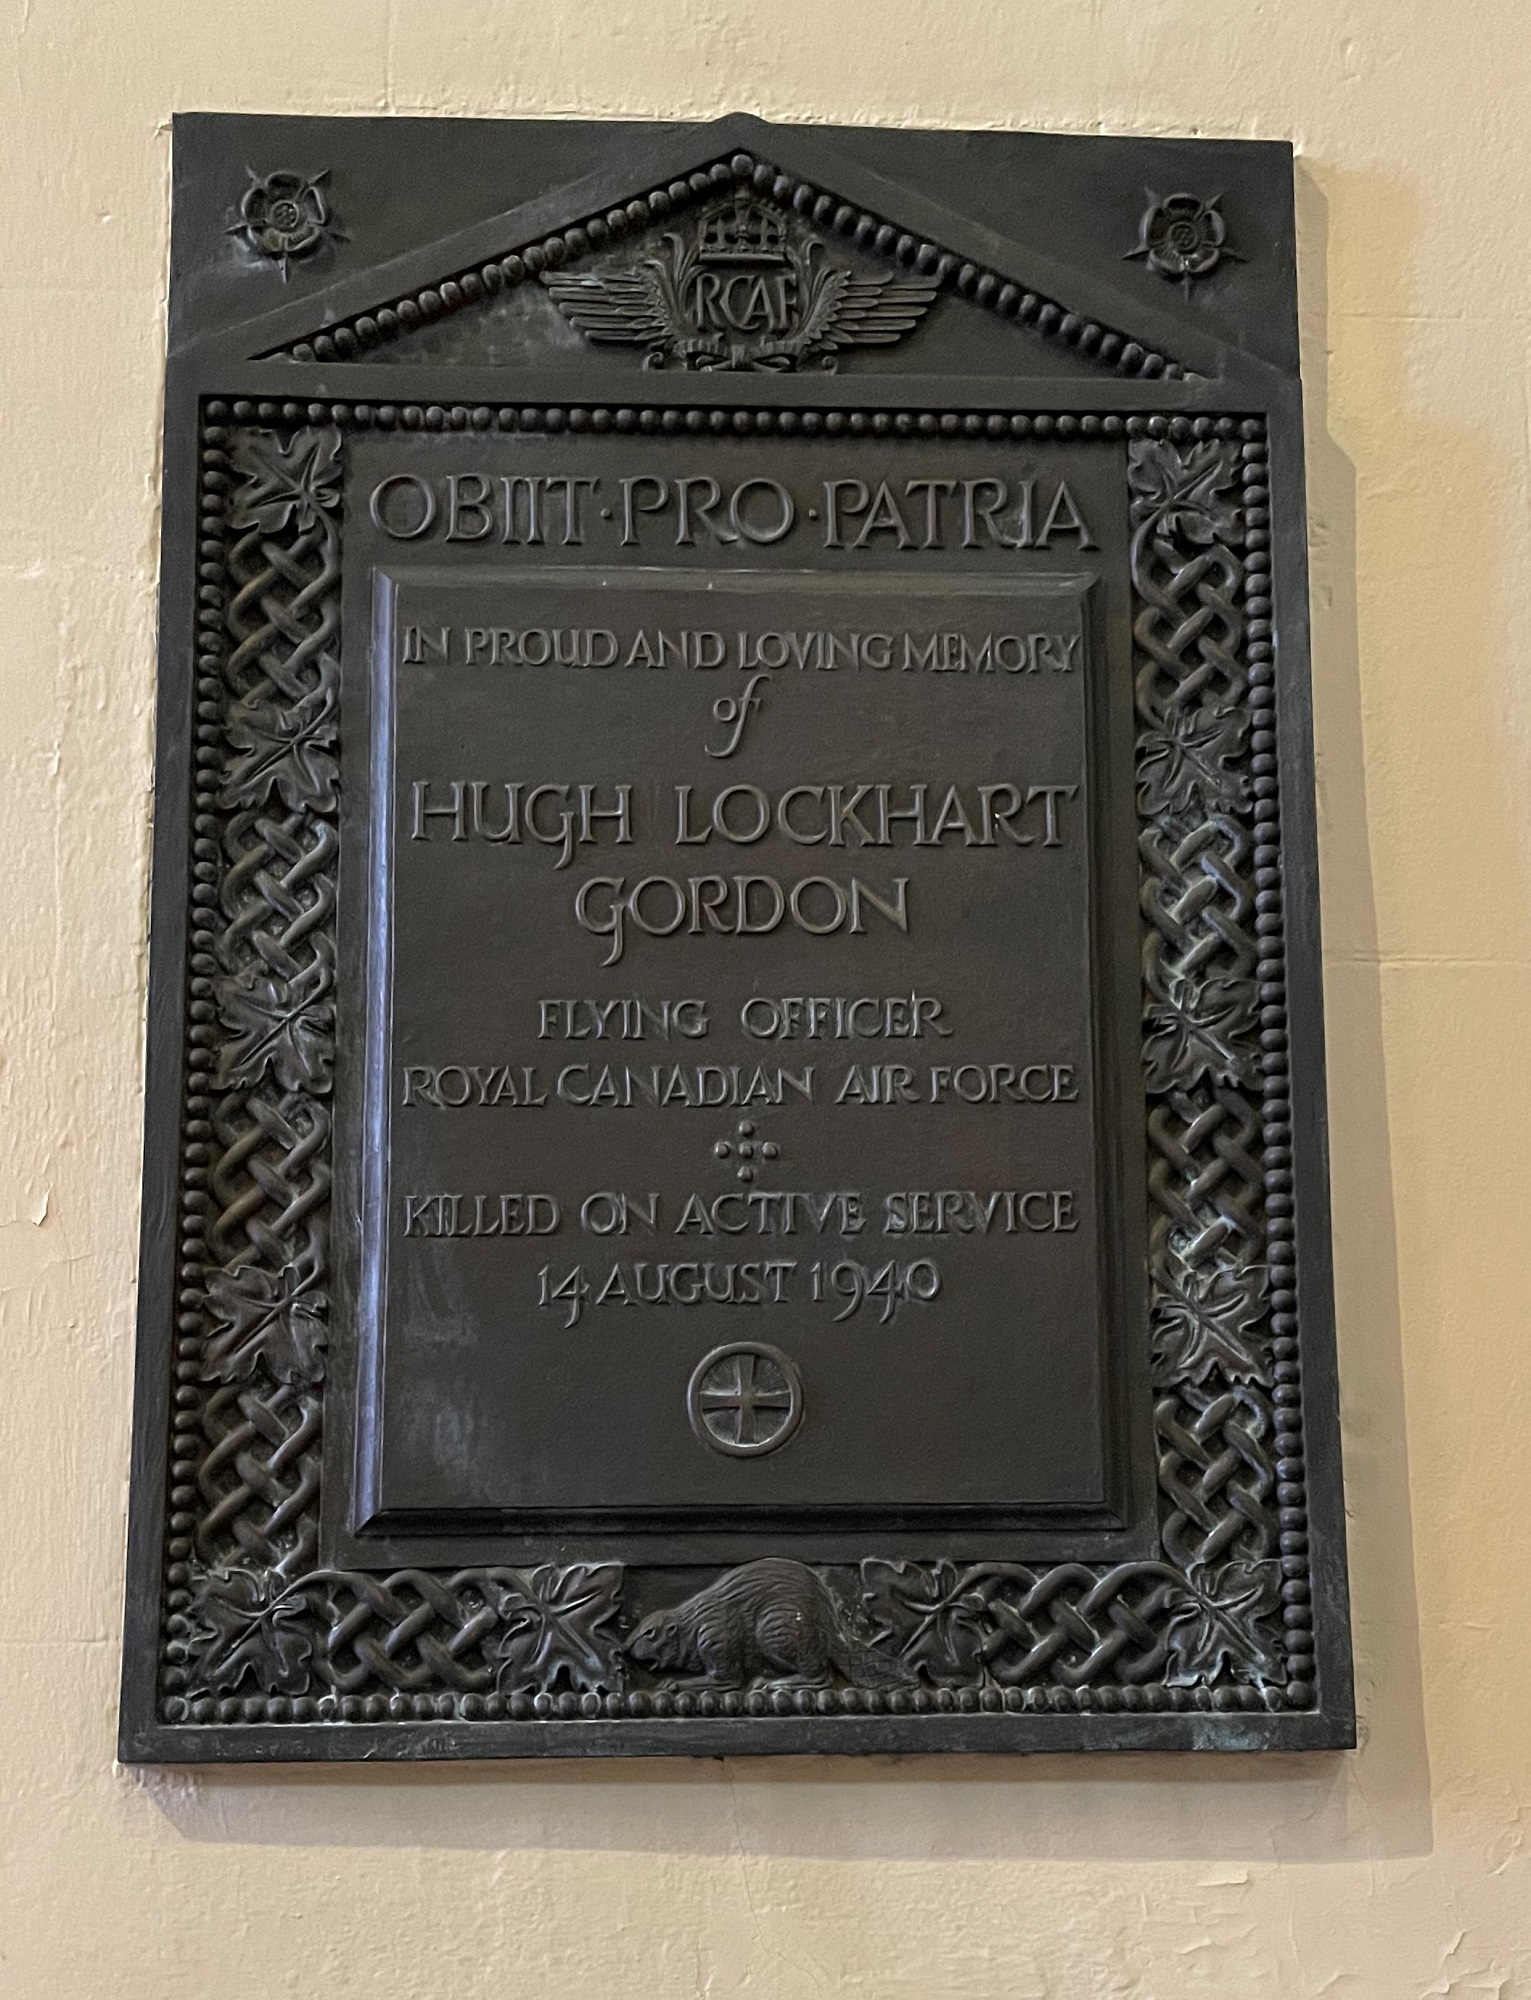 RCAF
OBIIT·PRO·PATRIA
IN PROUD AND LOVING MEMORY
of
HUGH LOCKHART
GORDON
FLYING OFFICER
ROYAL CANADIAN AIR FORCE
KILLED ON ACTIVE SERVICE
14 AUGUST 1940